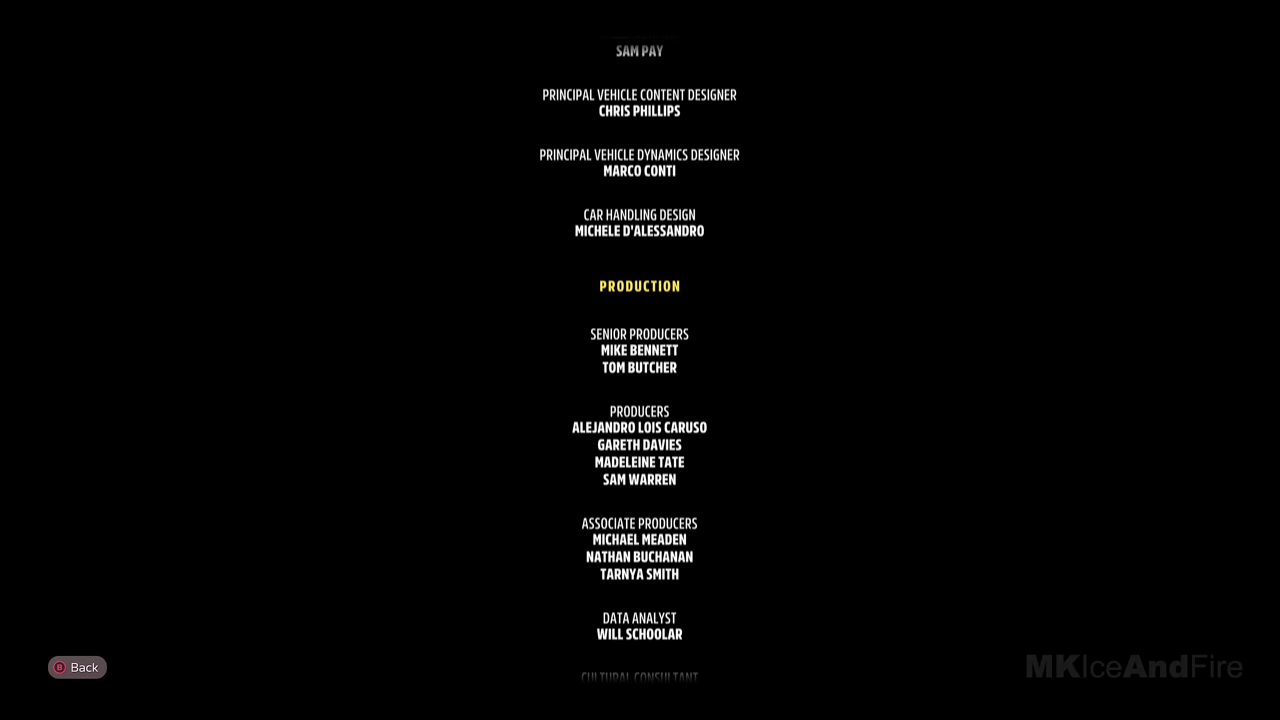 SAM PAY
PRINCIPAL VEHICLE CONTENT DESIGNER
CHRIS PHILLIPS
PRINCIPAL VEHICLE DYNAMICS DESIGNER
MARCO CONTI
CAR HANDLING DESIGN
MICHELE D'ALESSANDRO
PRODUCTION
SENIOR PRODUCERS
MIKE BENNETT
TOM BUTCHER
PRODUCERS
ALEJANDRO LOIS CARUSO
GARETH DAVIES
MADELEINE TATE
SAM WARREN
ASSOCIATE PRODUCERS
MICHAEL MEADEN
NATHAN BUCHANAN
TARNYA SMITH
DATA ANALYST
WILL SCHOOLAR
B Back
MKIceAndFire
CULTURAL CONSULTANT